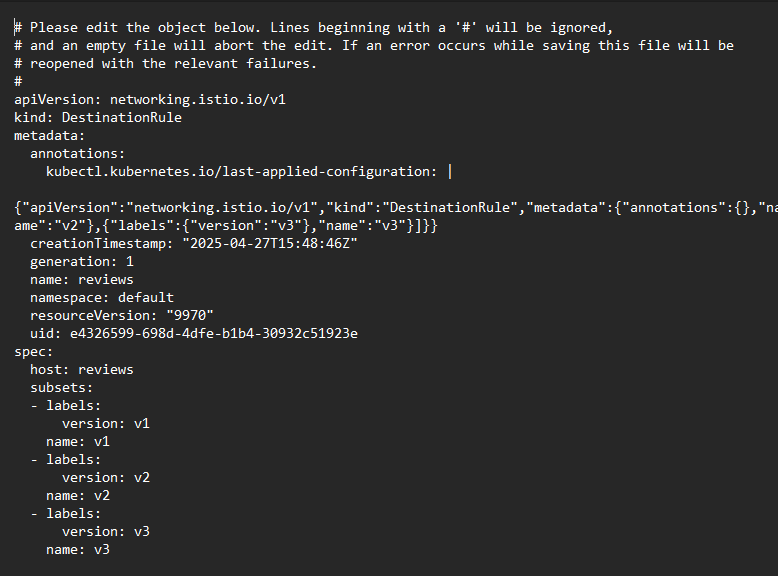 # Please edit the object below. Lines beginning with a '#' will be ignored,
# and an empty file will abort the edit. If an error occurs while saving this file will be
# reopened with the relevant failures.
#
apiVersion: networking.istio.io/v1
kind: DestinationRule
metadata:
  annotations:
    kubectl.kubernetes.io/last-applied-configuration: |

{"apiVersion":"networking.istio.io/v1","kind":"DestinationRule","metadata":{"annotations":{},"na
ame":"v2"},{"labels":{"version":"v3"},"name":"v3"}]}}
  creationTimestamp: "2025-04-27T15:48:46Z"
  generation: 1
  name: reviews
  namespace: default
  resourceVersion: "9970"
  uid: e4326599-698d-4dfe-b1b4-30932c51923e
spec:
  host: reviews
  subsets:
  - labels:
      version: v1
    name: v1
  - labels:
      version: v2
    name: v2
  - labels:
      version: v3
    name: v3